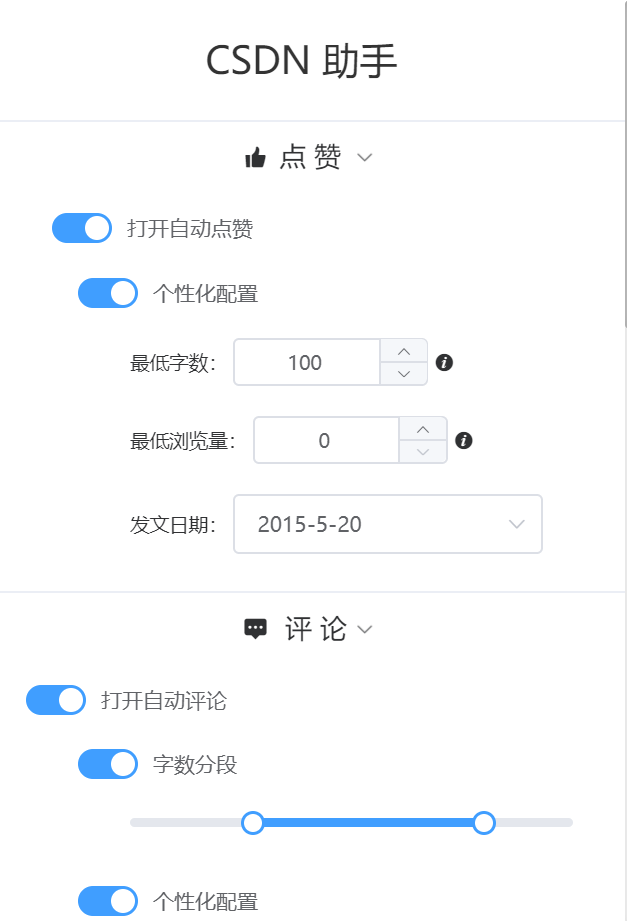 CSDN 助手
点 赞
打开自动点赞
个性化配置
最低字数: 100
最低浏览量: 0
发文日期: 2015-5-20
评 论
打开自动评论
字数分段
个性化配置